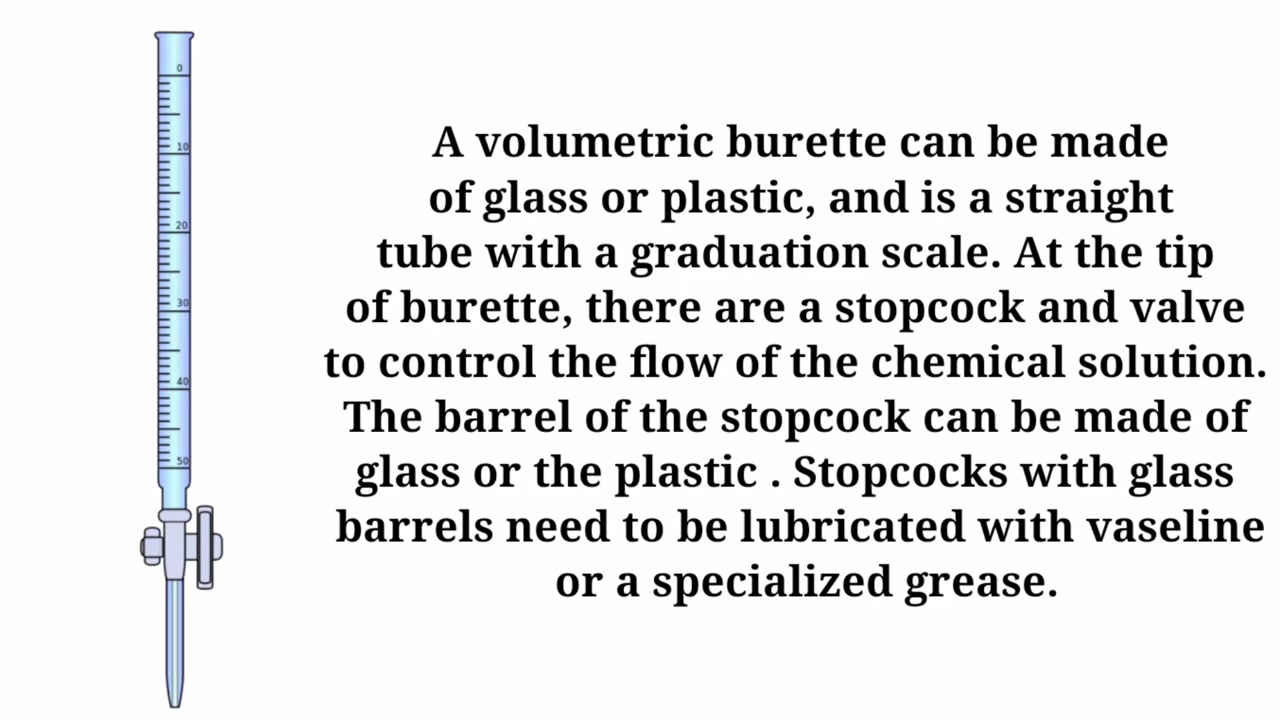 0
10
20
30
40
50
A volumetric burette can be made
of glass or plastic, and is a straight
tube with a graduation scale. At the tip
of burette, there are a stopcock and valve
to control the flow of the chemical solution.
The barrel of the stopcock can be made of
glass or the plastic . Stopcocks with glass
barrels need to be lubricated with vaseline
or a specialized grease.